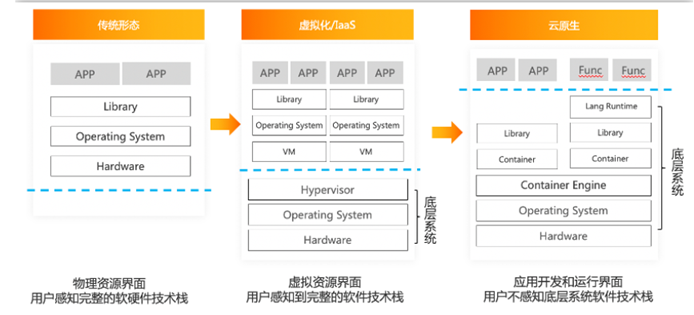 传统形态
APP APP
Library
Operating System
Hardware
物理资源界面
用户感知完整的软硬件技术栈
虚拟化/IaaS
APP APP APP APP
Library Library
Operating System Operating System
VM VM
Hypervisor
Operating System
Hardware
底层系统
虚拟资源界面
用户感知到完整的软件技术栈
云原生
APP APP Func Func
Lang Runtime
Library Library
Container Container
Container Engine
Operating System
Hardware
底层系统
应用开发和运行界面
用户不感知底层系统软件技术栈